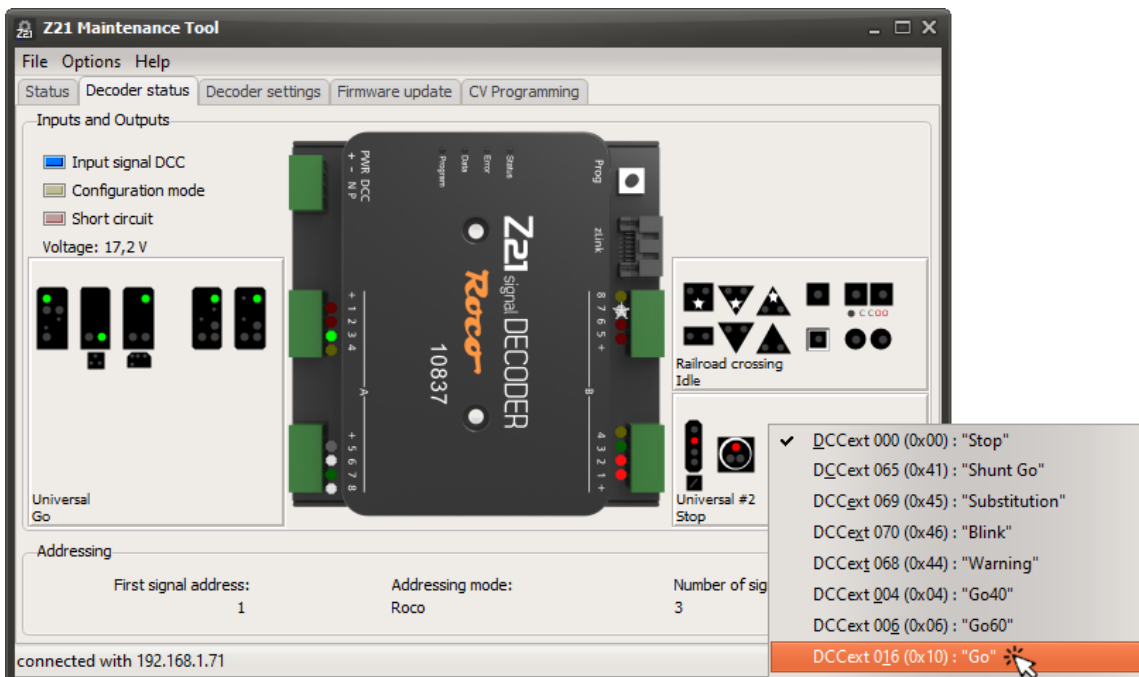 Z21 Maintenance Tool
File Options Help
Status Decoder status Decoder settings Firmware update CV Programming
Inputs and Outputs
Input signal DCC
Configuration mode
Short circuit
Voltage: 17,2 V
PWR DCC
+ - N P
Program
Data
Error
Status
Prog
zLink
Z21 signal DECODER
Roco
10837
+ 1 2 3 4
A
+ 5 6 7 8
8 7 6 5 +
B
4 3 2 1 +
Universal
Go
C C O O
Railroad crossing
Idle
Universal #2
Stop
DCCext 000 (0x00) : "Stop"
DCCext 065 (0x41) : "Shunt Go"
DCCext 069 (0x45) : "Substitution"
DCCext 070 (0x46) : "Blink"
DCCext 068 (0x44) : "Warning"
DCCext 004 (0x04) : "Go40"
DCCext 006 (0x06) : "Go60"
DCCext 016 (0x10) : "Go"
Addressing
First signal address: Addressing mode: Number of sig
1 Roco 3
connected with 192.168.1.71